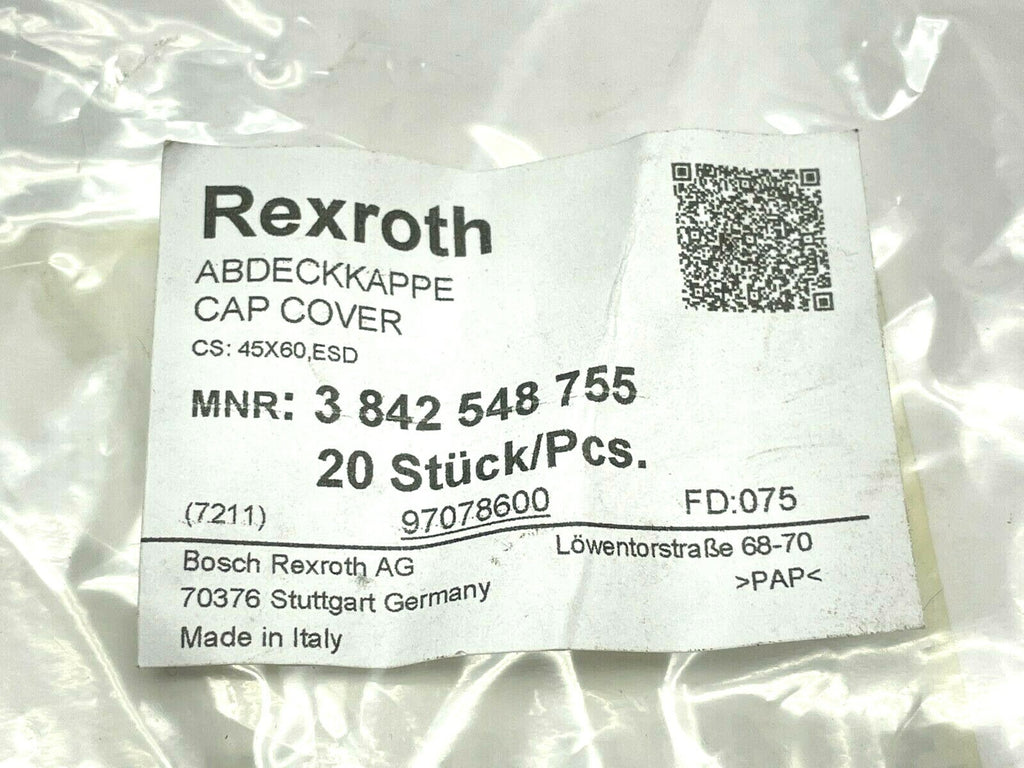 Rexroth
ABDECKKAPPE
CAP COVER
CS: 45X60,ESD
MNR: 3 842 548 755
20 Stück/Pcs.
(7211) 97078600 FD:075
Bosch Rexroth AG Löwentorstraße 68-70
70376 Stuttgart Germany >PAP<
Made in Italy